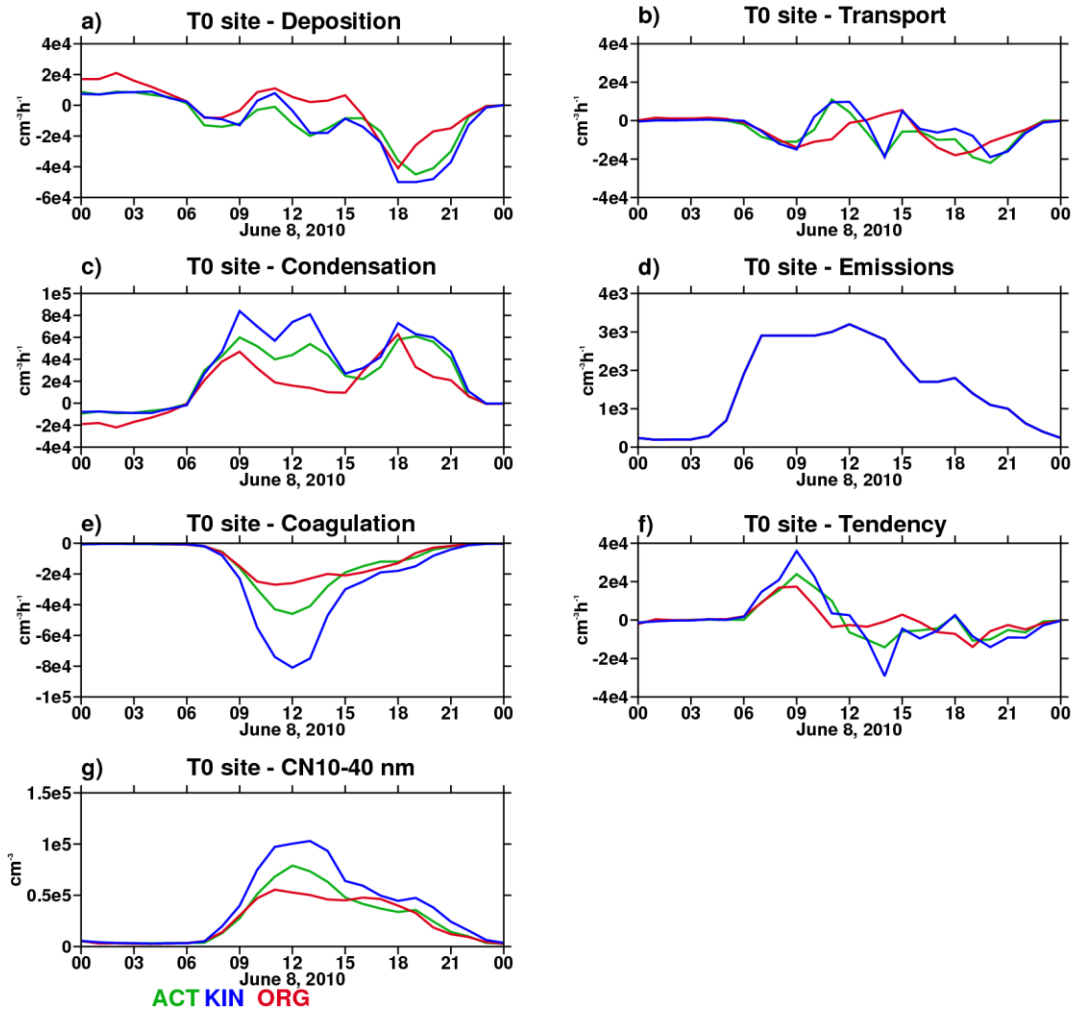 a) T0 site - Deposition
4e4
2e4
0
-2e4
-4e4
-6e4
cm⁻³h⁻¹
00 03 06 09 12 15 18 21 00
June 8, 2010
b) T0 site - Transport
4e4
2e4
0
-2e4
-4e4
cm⁻³h⁻¹
00 03 06 09 12 15 18 21 00
June 8, 2010
c) T0 site - Condensation
1e5
8e4
6e4
4e4
2e4
0
-2e4
-4e4
cm⁻³h⁻¹
00 03 06 09 12 15 18 21 00
June 8, 2010
d) T0 site - Emissions
4e3
3e3
2e3
1e3
0
cm⁻³h⁻¹
00 03 06 09 12 15 18 21 00
June 8, 2010
e) T0 site - Coagulation
0
-2e4
-4e4
-6e4
-8e4
-1e5
cm⁻³h⁻¹
00 03 06 09 12 15 18 21 00
June 8, 2010
f) T0 site - Tendency
4e4
2e4
0
-2e4
-4e4
cm⁻³h⁻¹
00 03 06 09 12 15 18 21 00
June 8, 2010
g) T0 site - CN10-40 nm
1.5e5
1e5
0.5e5
0
cm⁻³
00 03 06 09 12 15 18 21 00
June 8, 2010
ACT KIN ORG